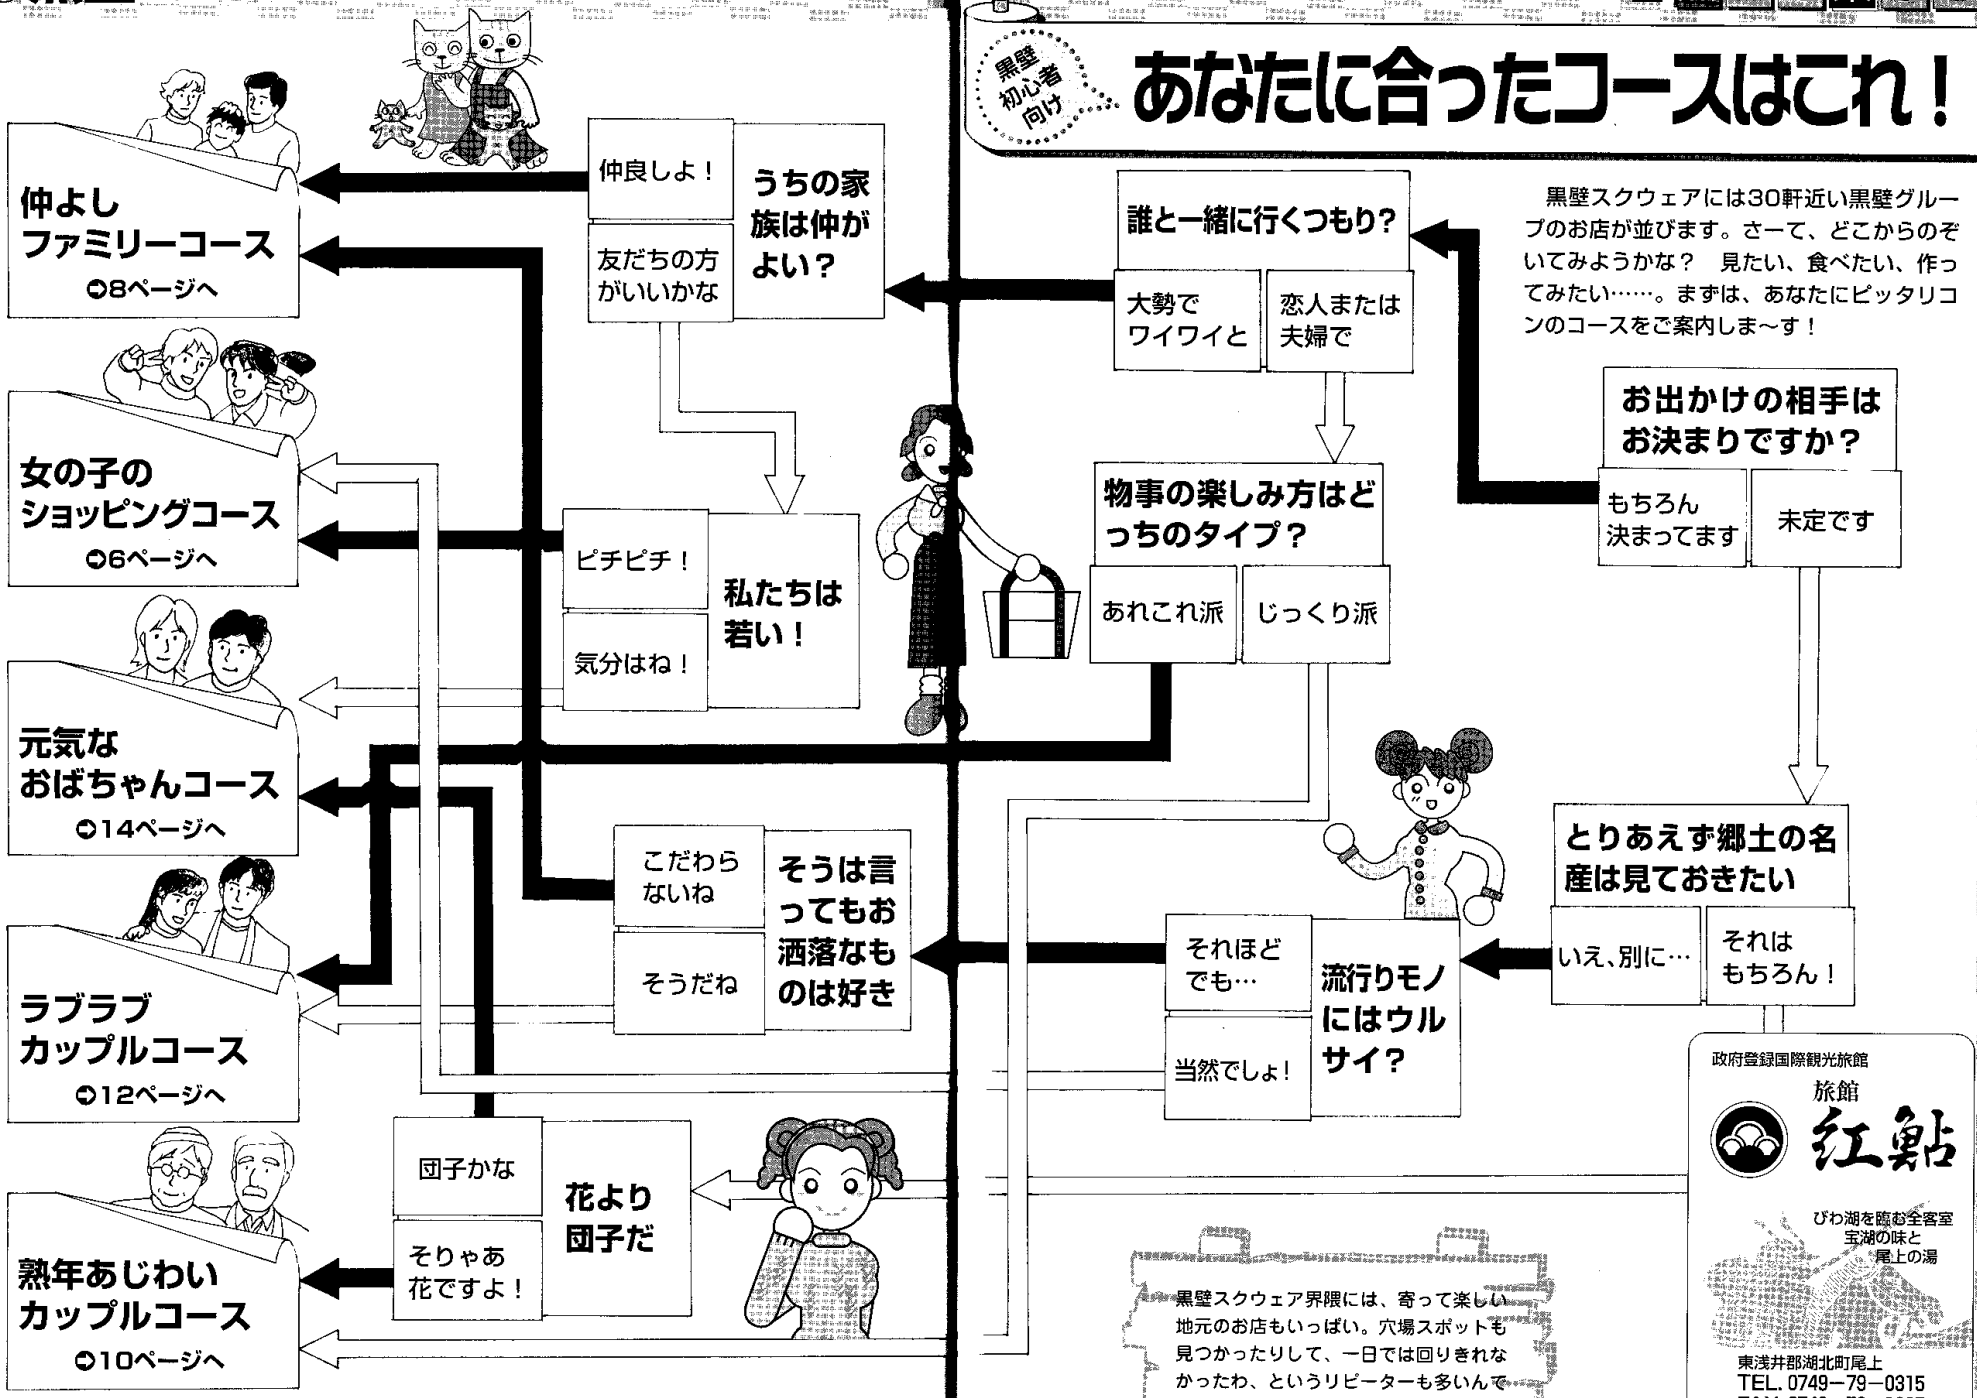 黒壁
初心者
向け
あなたに合ったコースはこれ！
黒壁スクウェアには30軒近い黒壁グルー
プのお店が並びます。さーて、どこからのぞ
いてみようかな？　見たい、食べたい、作っ
てみたい……。まずは、あなたにピッタリコ
ンのコースをご案内しま〜す！
お出かけの相手は
お決まりですか？
もちろん
決まってます
未定です
誰と一緒に行くつもり？
大勢で
ワイワイと
恋人または
夫婦で
物事の楽しみ方はど
っちのタイプ？
あれこれ派
じっくり派
とりあえず郷土の名
産は見ておきたい
いえ、別に…
それは
もちろん！
流行りモノ
にはウル
サイ？
それほど
でも…
当然でしょ！
うちの家
族は仲が
よい？
仲良しよ！
友だちの方
がいいかな
私たちは
若い！
ピチピチ！
気分はね！
そうは言
ってもお
洒落なも
のは好き
こだわら
ないね
そうだね
花より
団子だ
団子かな
そりゃあ
花ですよ！
仲よし
ファミリーコース
➲8ページへ
女の子の
ショッピングコース
➲6ページへ
元気な
おばちゃんコース
➲14ページへ
ラブラブ
カップルコース
➲12ページへ
熟年あじわい
カップルコース
➲10ページへ
黒壁スクウェア界隈には、寄って楽しい
地元のお店もいっぱい。穴場スポットも
見つかったりして、一日では回りきれな
かったわ、というリピーターも多いんで
政府登録国際観光旅館
旅館
紅鮎
びわ湖を臨む全客室
宝湖の味と
尾上の湯
東浅井郡湖北町尾上
TEL. 0749−79−0315